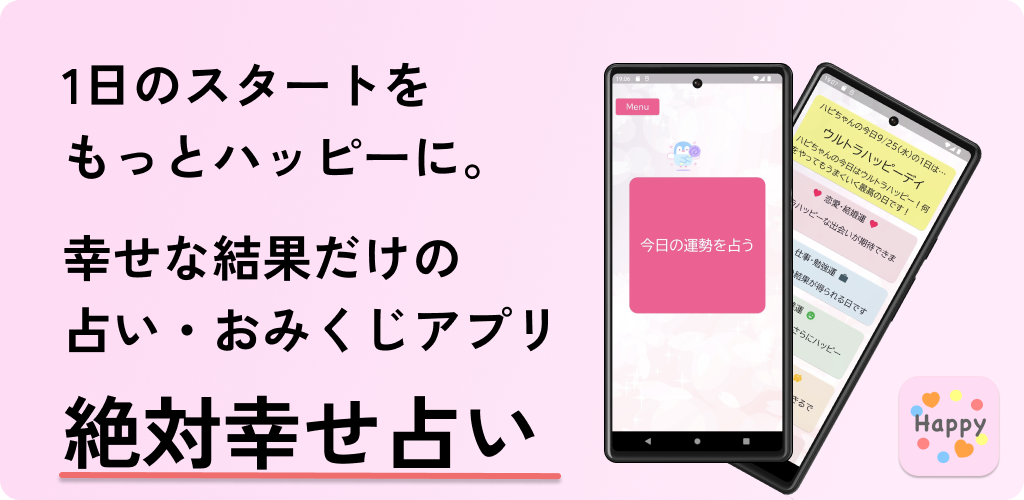 1日のスタートを
もっとハッピーに。
幸せな結果だけの
占い・おみくじアプリ
絶対幸せ占い
19:06
Menu
今日の運勢を占う
ハピちゃんの今日9/25(水)の1日は…
ウルトラハッピーデイ
ハピちゃんの今日はウルトラハッピー！何
をやってもうまくいく最高の日です！
恋愛・結婚運
ラハッピーな出会いが期待できま
仕事・勉強運
結果が得られる日です
運
さらにハッピー
きるで
Happy